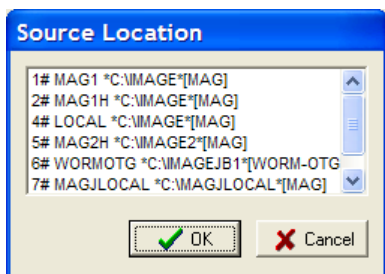 Source Location
1# MAG1 *C:\IMAGE*[MAG]
2# MAG1H *C:\IMAGE*[MAG]
4# LOCAL *C:\IMAGE*[MAG]
5# MAG2H *C:\IMAGE2*[MAG]
6# WORMOTG *C:\IMAGEJB1*[WORM-OTG
7# MAGJLOCAL *C:\MAGJLOCAL*[MAG]
OK
Cancel